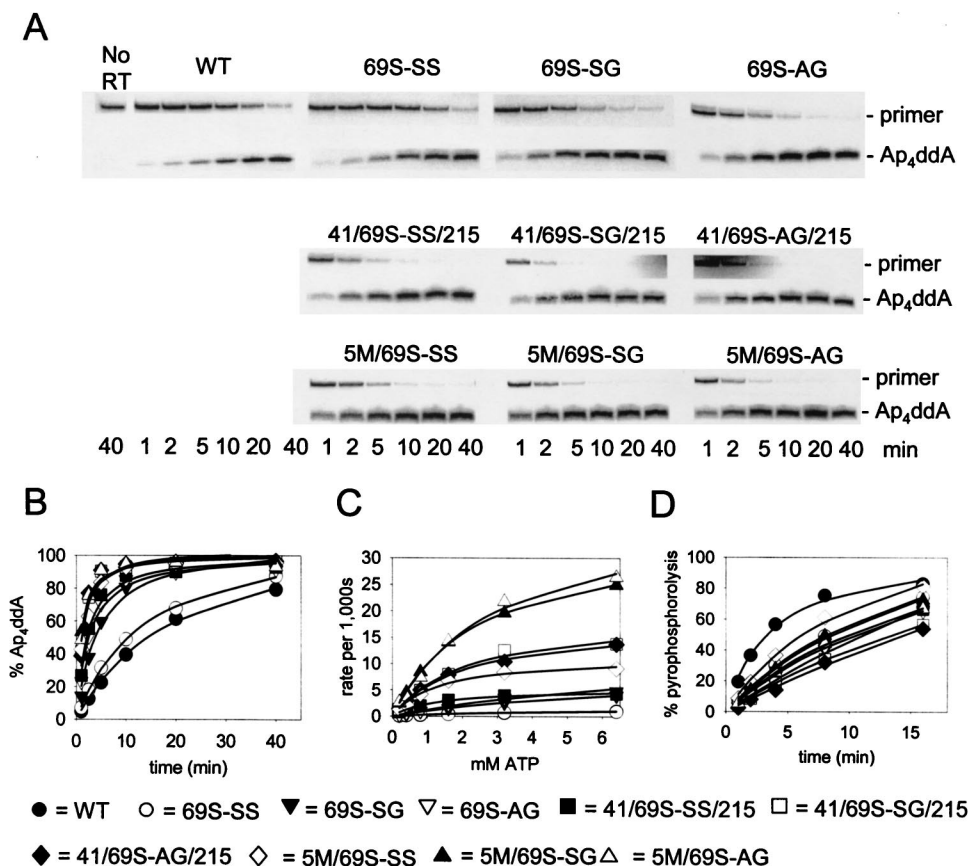 A
No RT WT 69S-SS 69S-SG 69S-AG
- primer
- Ap₄ddA
41/69S-SS/215 41/69S-SG/215 41/69S-AG/215
- primer
- Ap₄ddA
5M/69S-SS 5M/69S-SG 5M/69S-AG
- primer
Ap₄ddA
40 1 2 5 10 20 40 1 2 5 10 20 40 1 2 5 10 20 40 1 2 5 10 20 40 min
B
% Ap₄ddA
100
80
60
40
20
0
0 10 20 30 40
time (min)
C
rate per 1,000s
30
25
20
15
10
5
0
0 1 2 3 4 5 6
mM ATP
D
% pyrophosphorolysis
100
80
60
40
20
0
0 5 10 15
time (min)
● = WT ○ = 69S-SS ▼ = 69S-SG ▽ = 69S-AG ■ = 41/69S-SS/215 □ = 41/69S-SG/215
◆ = 41/69S-AG/215 ◇ = 5M/69S-SS ▲ = 5M/69S-SG △ = 5M/69S-AG